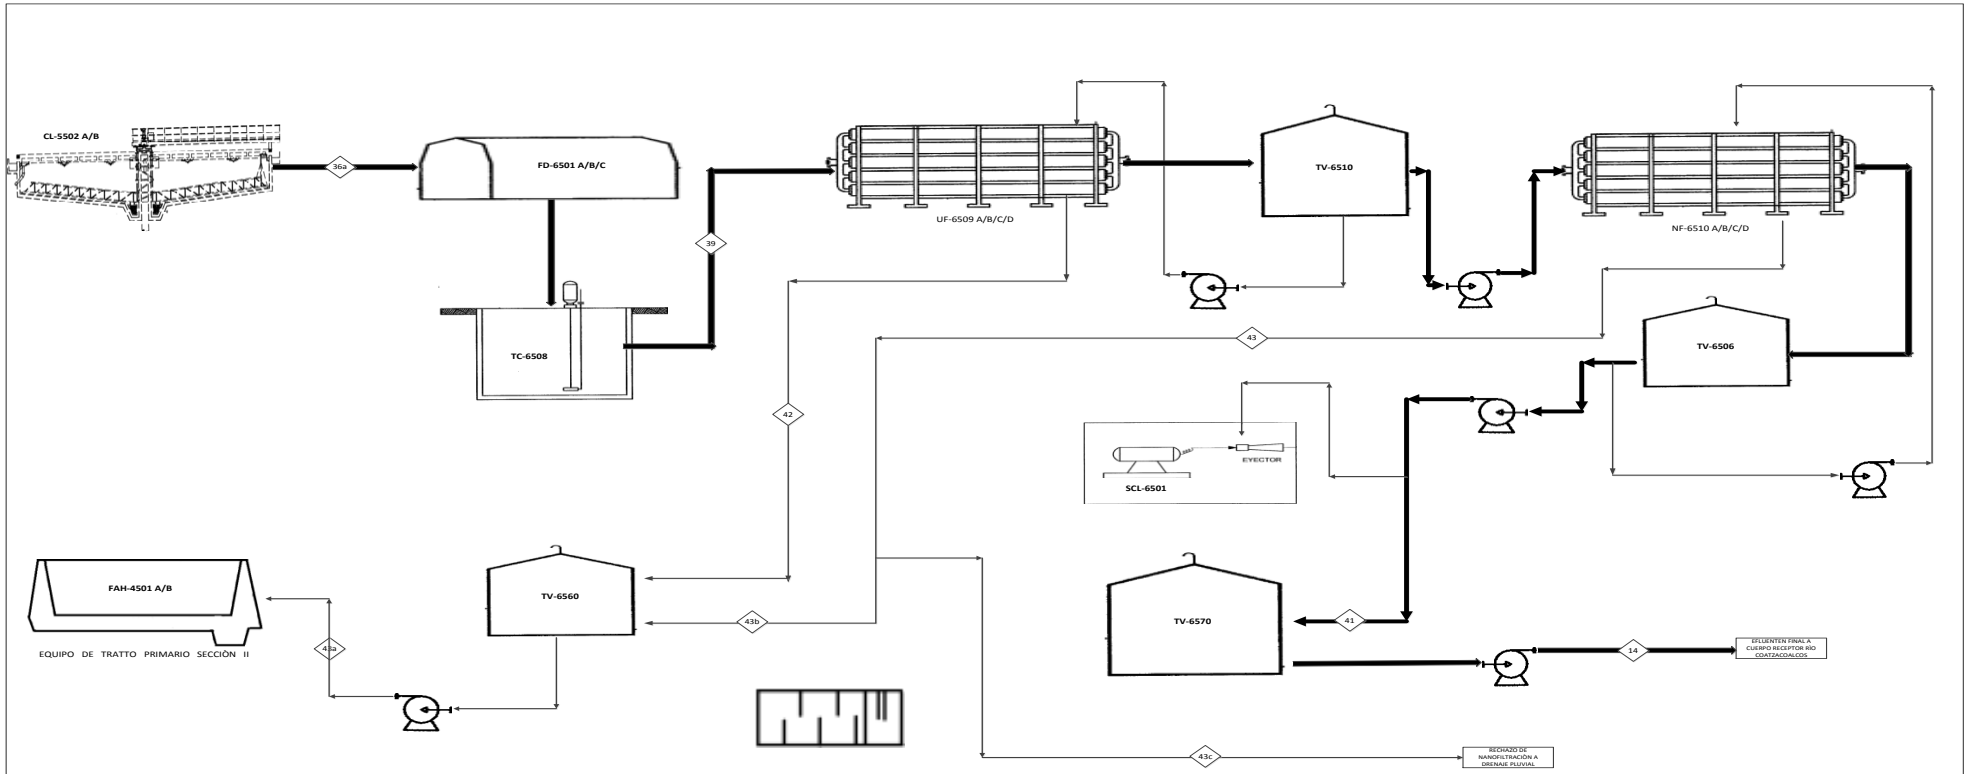 CL-5502 A/B
36a
FD-6501 A/B/C
TV-6510
UF-6509 A/B/C/D
NF-6510 A/B/C/D
39
TC-6508
43
TV-6506
42
EYECTOR
SCL-6501
FAH-4501 A/B
TV-6560
43b
TV-6570
41
EQUIPO DE TRATTO PRIMARIO SECCIÒN II
43a
14
EFLUENTEN FINAL A
CUERPO RECEPTOR RÌO
COATZACOALCOS
43c
RECHAZO DE
NANOFILTRACIÒN A
DRENAJE PLUVIAL